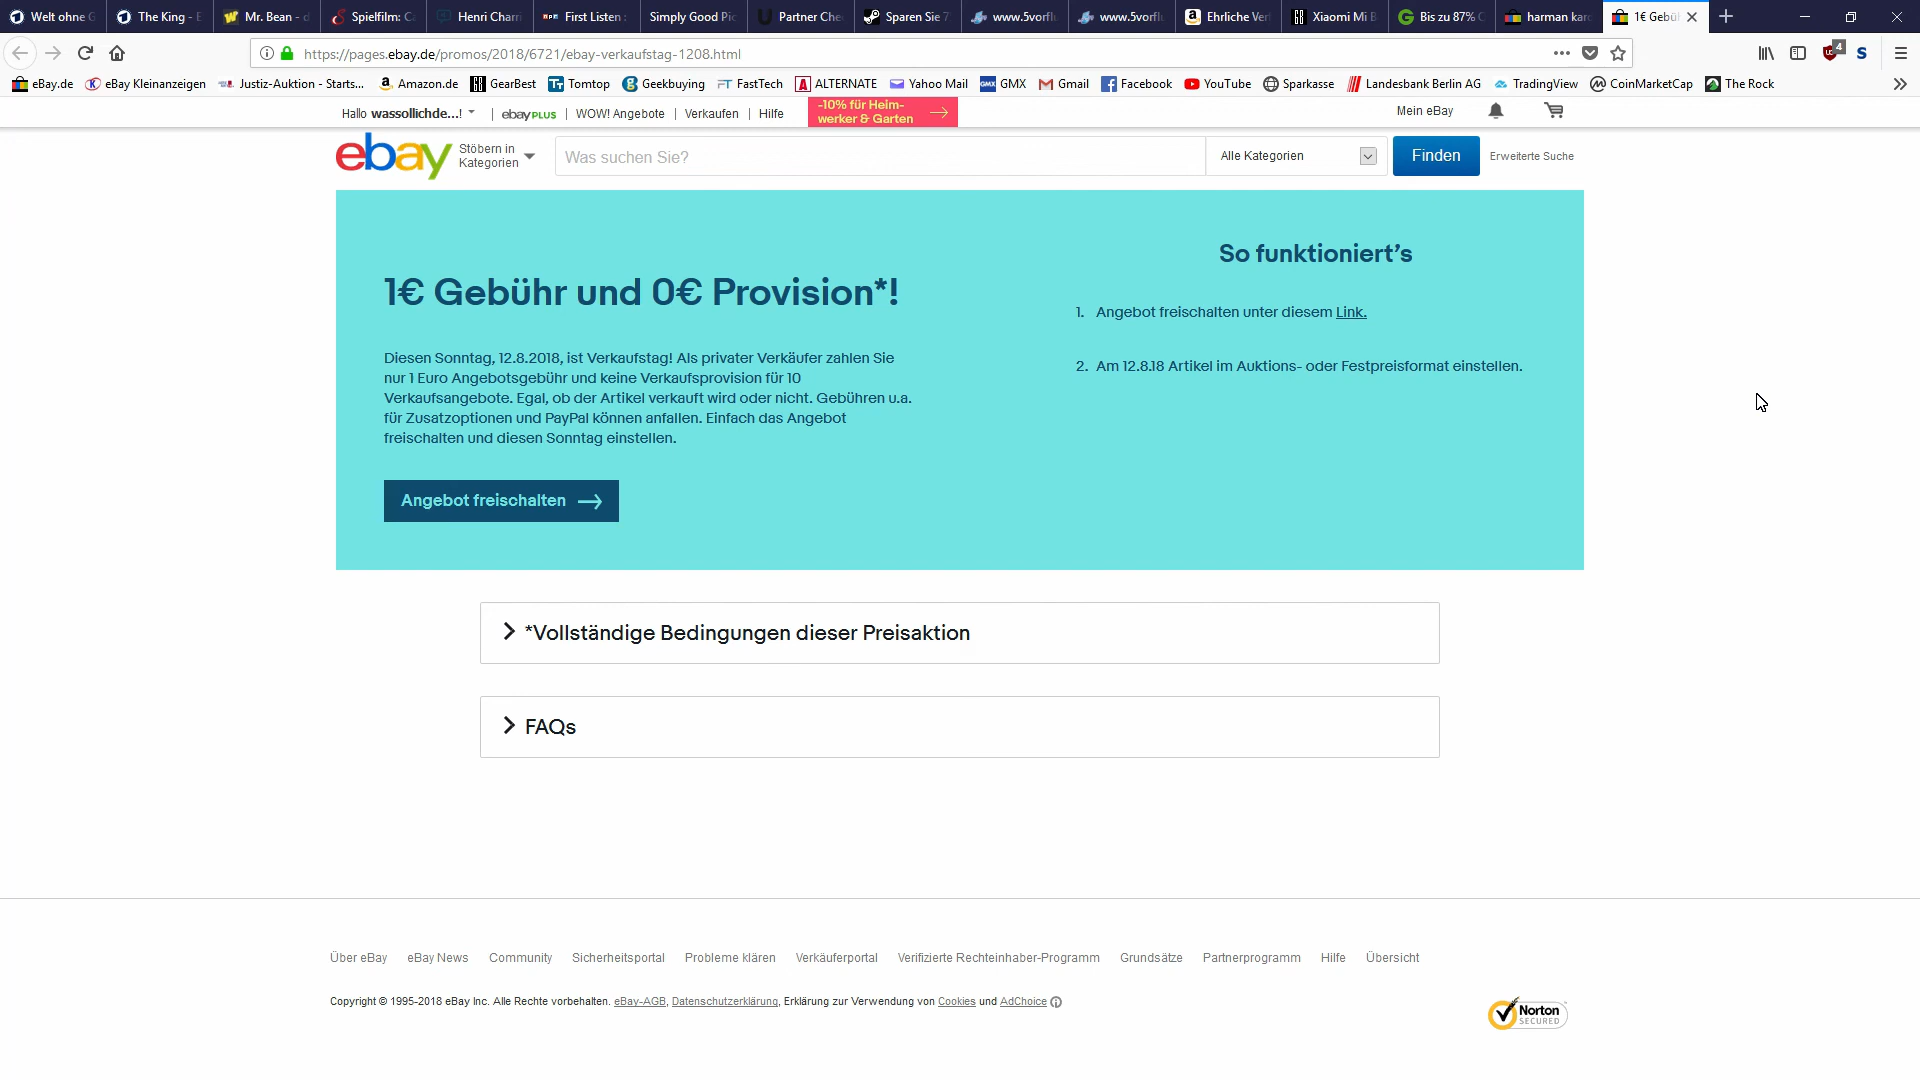 Welt ohne G
The King - E
Mr. Bean - d
Spielfilm: Ca
Henri Charri
First Listen :
Simply Good Pic
Partner Che
Sparen Sie 7
www.5vorflu
www.5vorflu
Ehrliche Ver
Xiaomi Mi B
Bis zu 87% G
harman kard
1€ Gebüh
https://pages.ebay.de/promos/2018/6721/ebay-verkaufstag-1208.html
4
eBay.de
eBay Kleinanzeigen
Justiz-Auktion - Starts...
Amazon.de
GearBest
Tomtop
Geekbuying
FastTech
ALTERNATE
Yahoo Mail
GMX
Gmail
Facebook
YouTube
Sparkasse
Landesbank Berlin AG
TradingView
CoinMarketCap
The Rock
Hallo wassollichde...!
ebay PLUS
WOW! Angebote
Verkaufen
Hilfe
-10% für Heim-
werker & Garten
Mein eBay
ebay
Stöbern in
Kategorien
Was suchen Sie?
Alle Kategorien
Finden
Erweiterte Suche
1€ Gebühr und 0€ Provision*!
Diesen Sonntag, 12.8.2018, ist Verkaufstag! Als privater Verkäufer zahlen Sie
nur 1 Euro Angebotsgebühr und keine Verkaufsprovision für 10
Verkaufsangebote. Egal, ob der Artikel verkauft wird oder nicht. Gebühren u.a.
für Zusatzoptionen und PayPal können anfallen. Einfach das Angebot
freischalten und diesen Sonntag einstellen.
Angebot freischalten
So funktioniert's
1. Angebot freischalten unter diesem Link.
2. Am 12.8.18 Artikel im Auktions- oder Festpreisformat einstellen.
*Vollständige Bedingungen dieser Preisaktion
FAQs
Über eBay
eBay News
Community
Sicherheitsportal
Probleme klären
Verkäuferportal
Verifizierte Rechteinhaber-Programm
Grundsätze
Partnerprogramm
Hilfe
Übersicht
Copyright © 1995-2018 eBay Inc. Alle Rechte vorbehalten. eBay-AGB, Datenschutzerklärung, Erklärung zur Verwendung von Cookies und AdChoice
Norton
SECURED